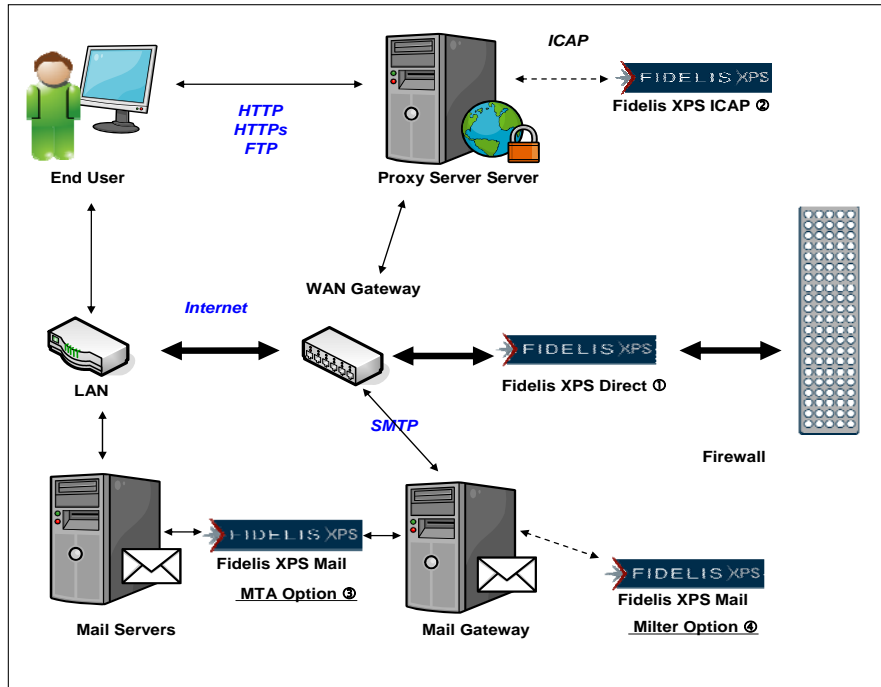 ICAP
FIDELIS XPS
Fidelis XPS ICAP ②
HTTP
HTTPs
FTP
End User
Proxy Server Server
WAN Gateway
Internet
FIDELIS XPS
LAN
Fidelis XPS Direct ①
SMTP
Firewall
FIDELIS XPS
Fidelis XPS Mail
MTA Option ③
FIDELIS XPS
Fidelis XPS Mail
Mail Servers
Mail Gateway
Milter Option ④